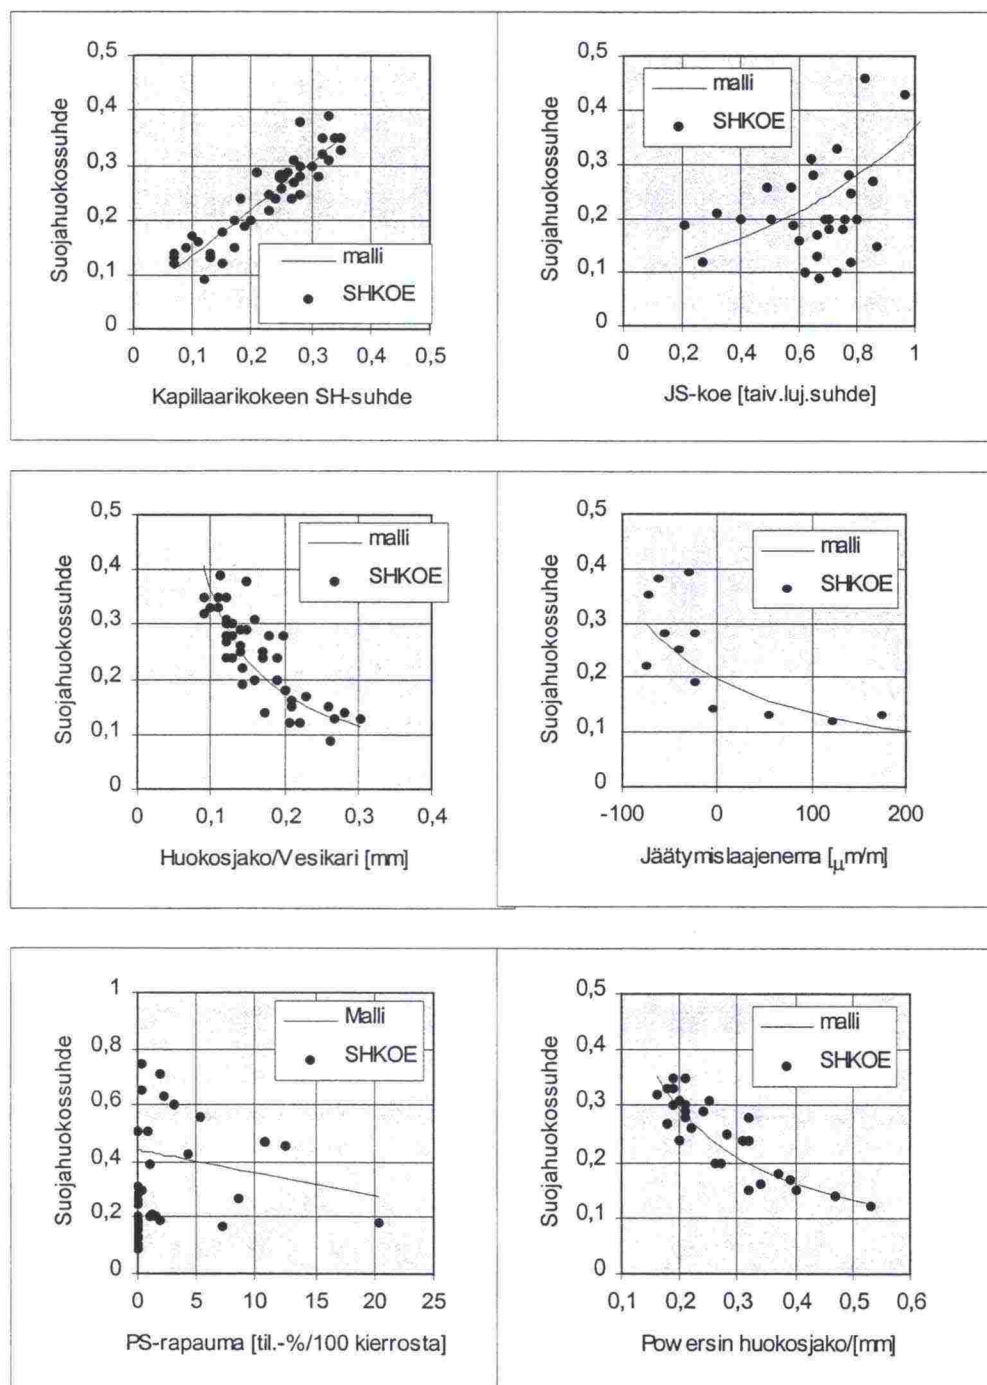 0,5
0,4
0,3
0,2
0,1
0
Suojahuokossuhde
malli
SHKOE
0 0,1 0,2 0,3 0,4 0,5
Kapillaarikokeen SH-suhde
0,5
0,4
0,3
0,2
0,1
0
Suojahuokossuhde
malli
SHKOE
0 0,2 0,4 0,6 0,8 1
JS-koe [taiv.luj.suhde]
0,5
0,4
0,3
0,2
0,1
0
Suojahuokossuhde
malli
SHKOE
0 0,1 0,2 0,3 0,4
Huokosjako/Vesikari [mm]
0,5
0,4
0,3
0,2
0,1
0
Suojahuokossuhde
malli
SHKOE
-100 0 100 200
Jäätymislaajenema [µm/m]
1
0,8
0,6
0,4
0,2
0
Suojahuokossuhde
Malli
SHKOE
0 5 10 15 20 25
PS-rapauma [til.-%/100 kierrosta]
0,5
0,4
0,3
0,2
0,1
0
Suojahuokossuhde
malli
SHKOE
0,1 0,2 0,3 0,4 0,5 0,6
Powersin huokosjako/[mm]